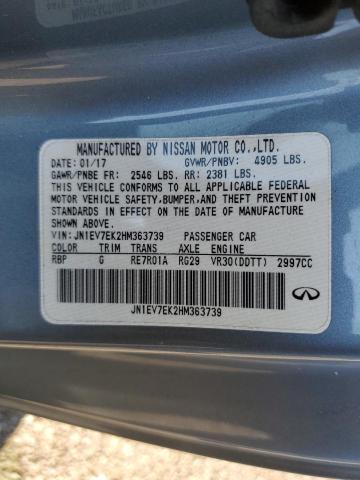 MANUFACTURED BY NISSAN MOTOR CO.,LTD.
DATE: 01/17 GVWR/PNBV: 4905 LBS.
GAWR/PNBE FR: 2546 LBS. RR: 2381 LBS.
THIS VEHICLE CONFORMS TO ALL APPLICABLE FEDERAL
MOTOR VEHICLE SAFETY, BUMPER, AND THEFT PREVENTION
STANDARDS IN EFFECT ON THE DATE OF MANUFACTURE
SHOWN ABOVE.
VIN: JN1EV7EK2HM363739 PASSENGER CAR
COLOR TRIM TRANS AXLE ENGINE
RBP G RE7R01A RG29 VR30(DDTT) 2997CC
JN1EV7EK2HM363739
INFINITI